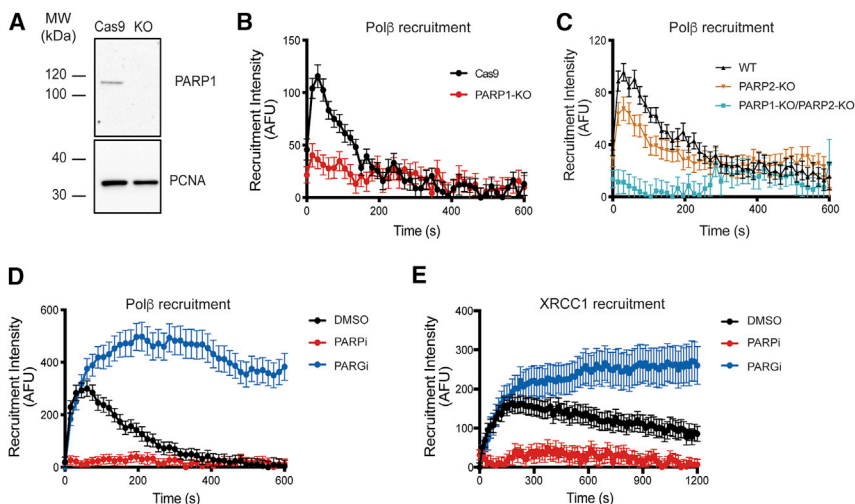 A
MW
(kDa)
Cas9 KO
120
100
PARP1
40
30
PCNA
B
Polβ recruitment
Recruitment Intensity
(AFU)
150
100
50
0
0 200 400 600
Time (s)
Cas9
PARP1-KO
C
Polβ recruitment
Recruitment Intensity
(AFU)
120
80
40
0
0 200 400 600
Time (s)
WT
PARP2-KO
PARP1-KO/PARP2-KO
D
Polβ recruitment
Recruitment Intensity
(AFU)
600
400
200
0
0 200 400 600
Time (s)
DMSO
PARPi
PARGi
E
XRCC1 recruitment
Recruitment Intensity
(AFU)
400
300
200
100
0
0 300 600 900 1200
Time (s)
DMSO
PARPi
PARGi